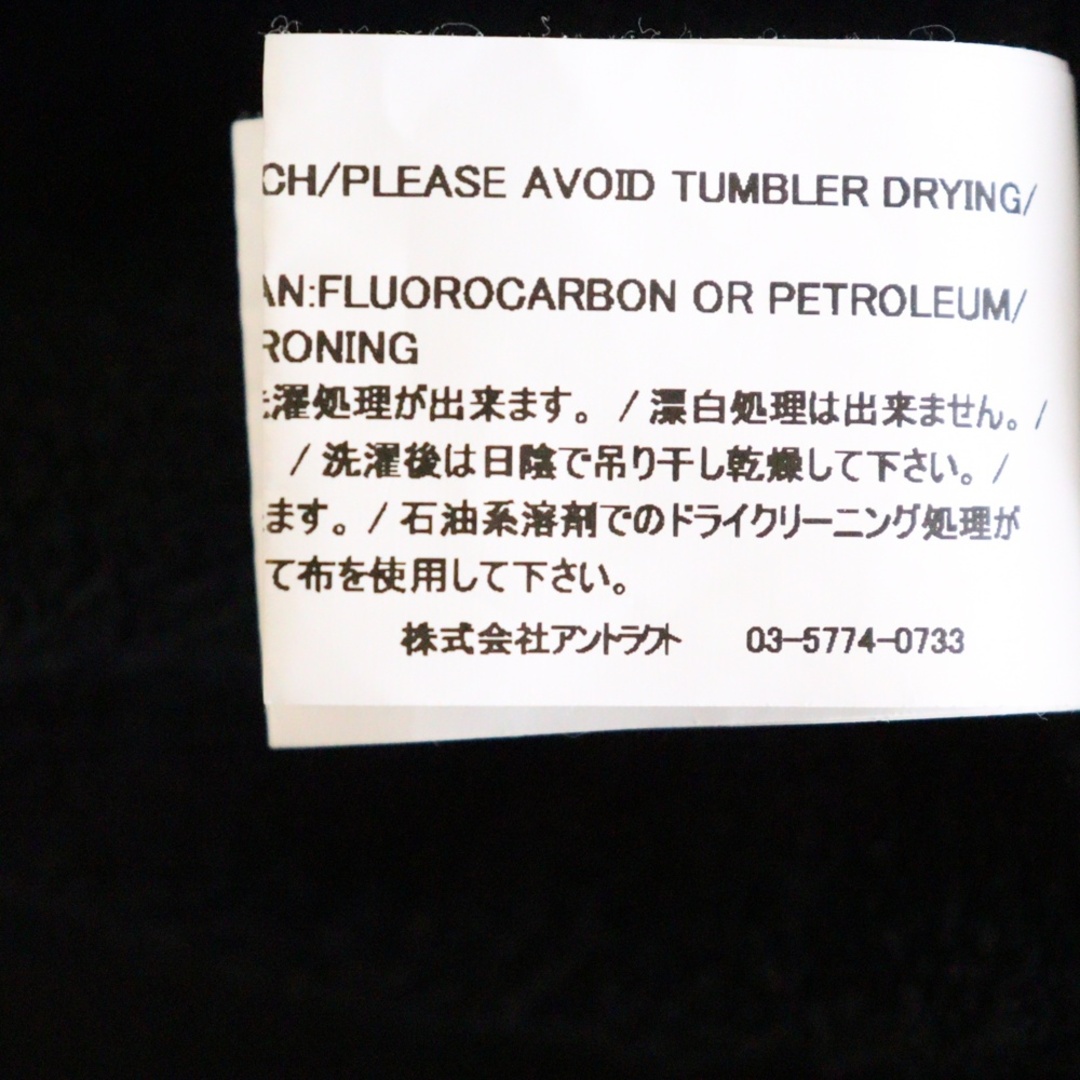 CH/PLEASE AVOID TUMBLER DRYING/
AN:FLUOROCARBON OR PETROLEUM/
RONING
濯処理が出来ます。 / 漂白処理は出来ません。 /
/ 洗濯後は日陰で吊り干し乾燥して下さい。 /
ます。 / 石油系溶剤でのドライクリーニング処理が
て布を使用して下さい。
株式会社アントラクト 03-5774-0733